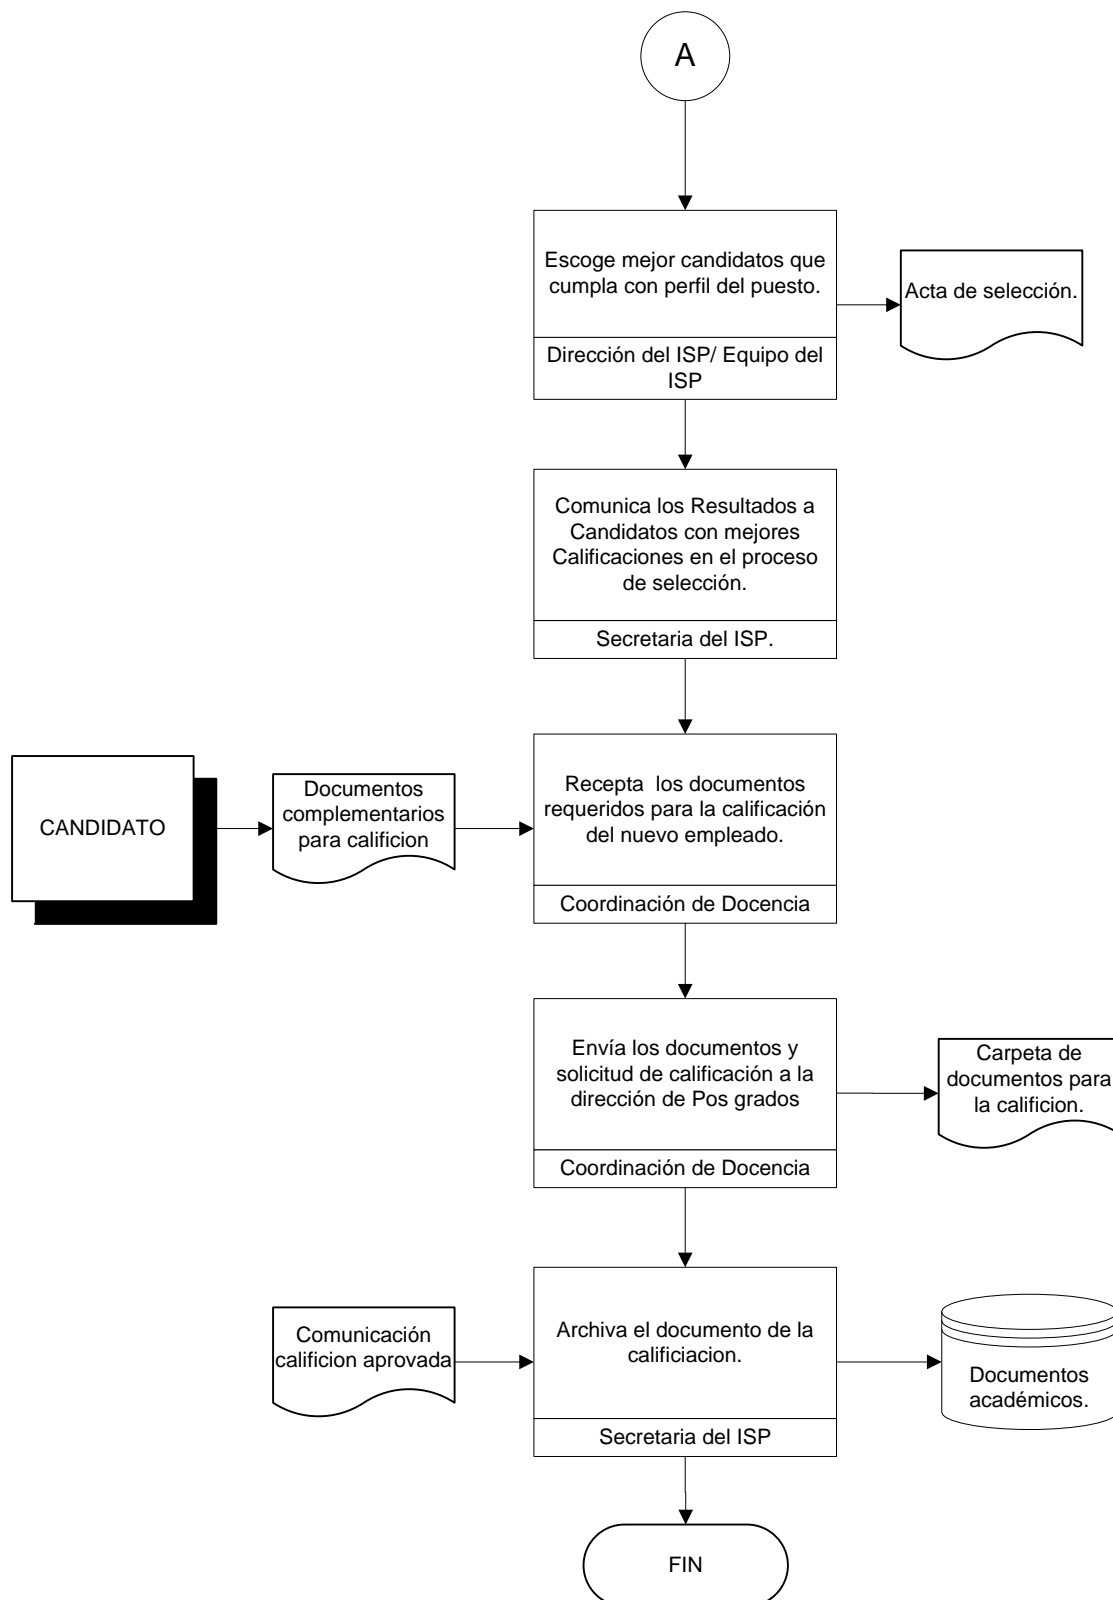 A
Escoge mejor candidatos que
cumpla con perfil del puesto.
Dirección del ISP/ Equipo del
ISP
Acta de selección.
Comunica los Resultados a
Candidatos con mejores
Calificaciones en el proceso
de selección.
Secretaria del ISP.
CANDIDATO
Documentos
complementarios
para calificion
Recepta  los documentos
requeridos para la calificación
del nuevo empleado.
Coordinación de Docencia
Envía los documentos y
solicitud de calificación a la
dirección de Pos grados
Coordinación de Docencia
Carpeta de
documentos para
la calificion.
Comunicación
calificion aprovada
Archiva el documento de la
calificiacion.
Secretaria del ISP
Documentos
académicos.
FIN